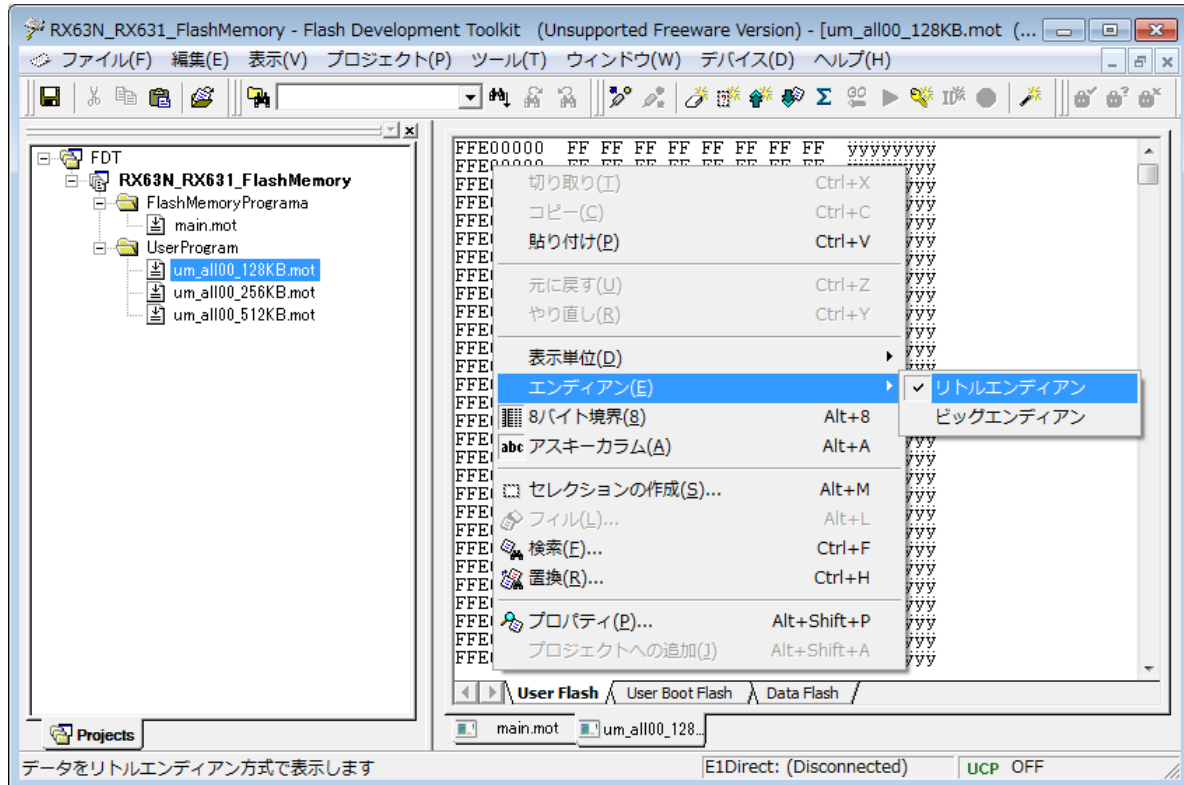 RX63N_RX631_FlashMemory - Flash Development Toolkit (Unsupported Freeware Version) - [um_all00_128KB.mot (...
ファイル(F) 編集(E) 表示(V) プロジェクト(P) ツール(T) ウィンドウ(W) デバイス(D) ヘルプ(H)
FDT
RX63N_RX631_FlashMemory
FlashMemoryPrograma
main.mot
UserProgram
um_all00_128KB.mot
um_all00_256KB.mot
um_all00_512KB.mot
Projects
FFE00000 FF FF FF FF FF FF FF FF ÿÿÿÿÿÿÿÿ
切り取り(T) Ctrl+X
コピー(C) Ctrl+C
貼り付け(P) Ctrl+V
元に戻す(U) Ctrl+Z
やり直し(R) Ctrl+Y
表示単位(D)
エンディアン(E)
リトルエンディアン
ビッグエンディアン
8バイト境界(8) Alt+8
abc アスキーカラム(A) Alt+A
セレクションの作成(S)... Alt+M
フィル(L)... Alt+L
検索(F)... Ctrl+F
置換(R)... Ctrl+H
プロパティ(P)... Alt+Shift+P
プロジェクトへの追加(J) Alt+Shift+A
User Flash User Boot Flash Data Flash
main.mot um_all00_128...
データをリトルエンディアン方式で表示します E1Direct: (Disconnected) UCP OFF